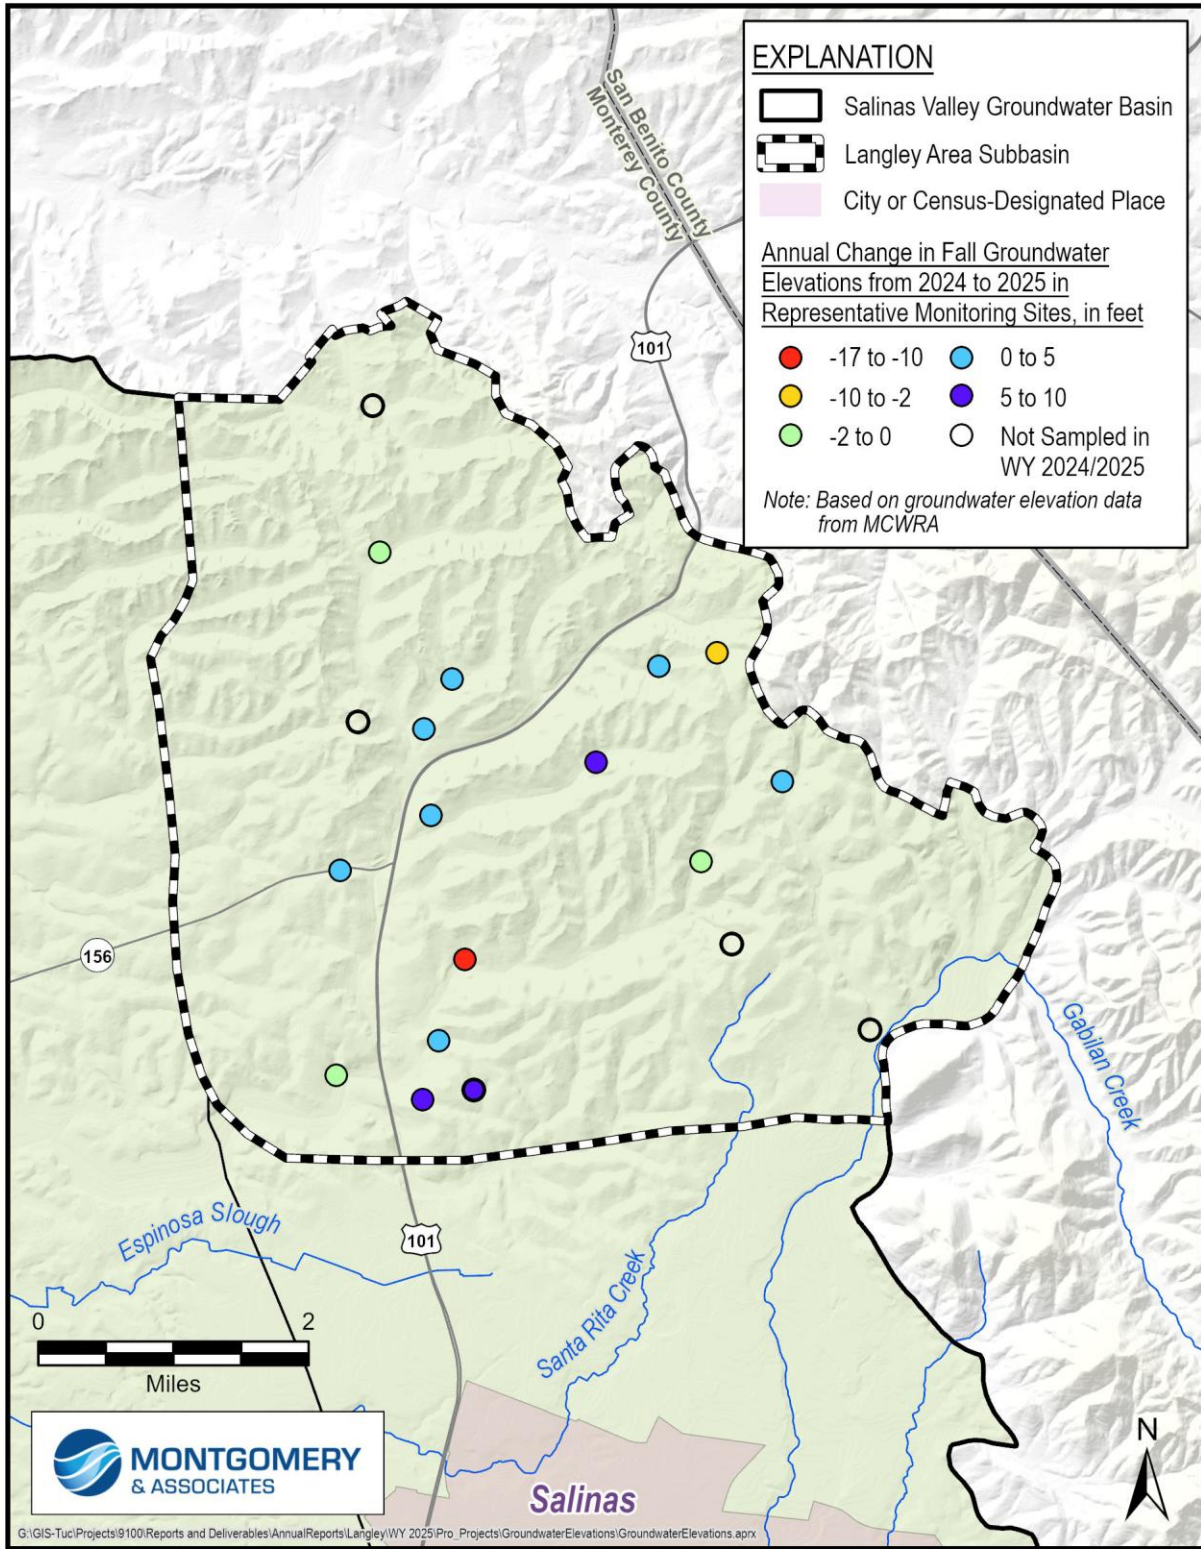 EXPLANATION
Salinas Valley Groundwater Basin
Langley Area Subbasin
City or Census-Designated Place
Annual Change in Fall Groundwater
Elevations from 2024 to 2025 in
Representative Monitoring Sites, in feet
-17 to -10
0 to 5
-10 to -2
5 to 10
-2 to 0
Not Sampled in
WY 2024/2025
Note: Based on groundwater elevation data
from MCWRA
San Benito County
Monterey County
101
156
Gabilan Creek
Espinosa Slough
101
Santa Rita Creek
0 2
Miles
MONTGOMERY
& ASSOCIATES
Salinas
N
G:\GIS-Tuc\Projects\9100\Reports and Deliverables\AnnualReports\Langley\WY 2025\Pro_Projects\GroundwaterElevations\GroundwaterElevations.aprx